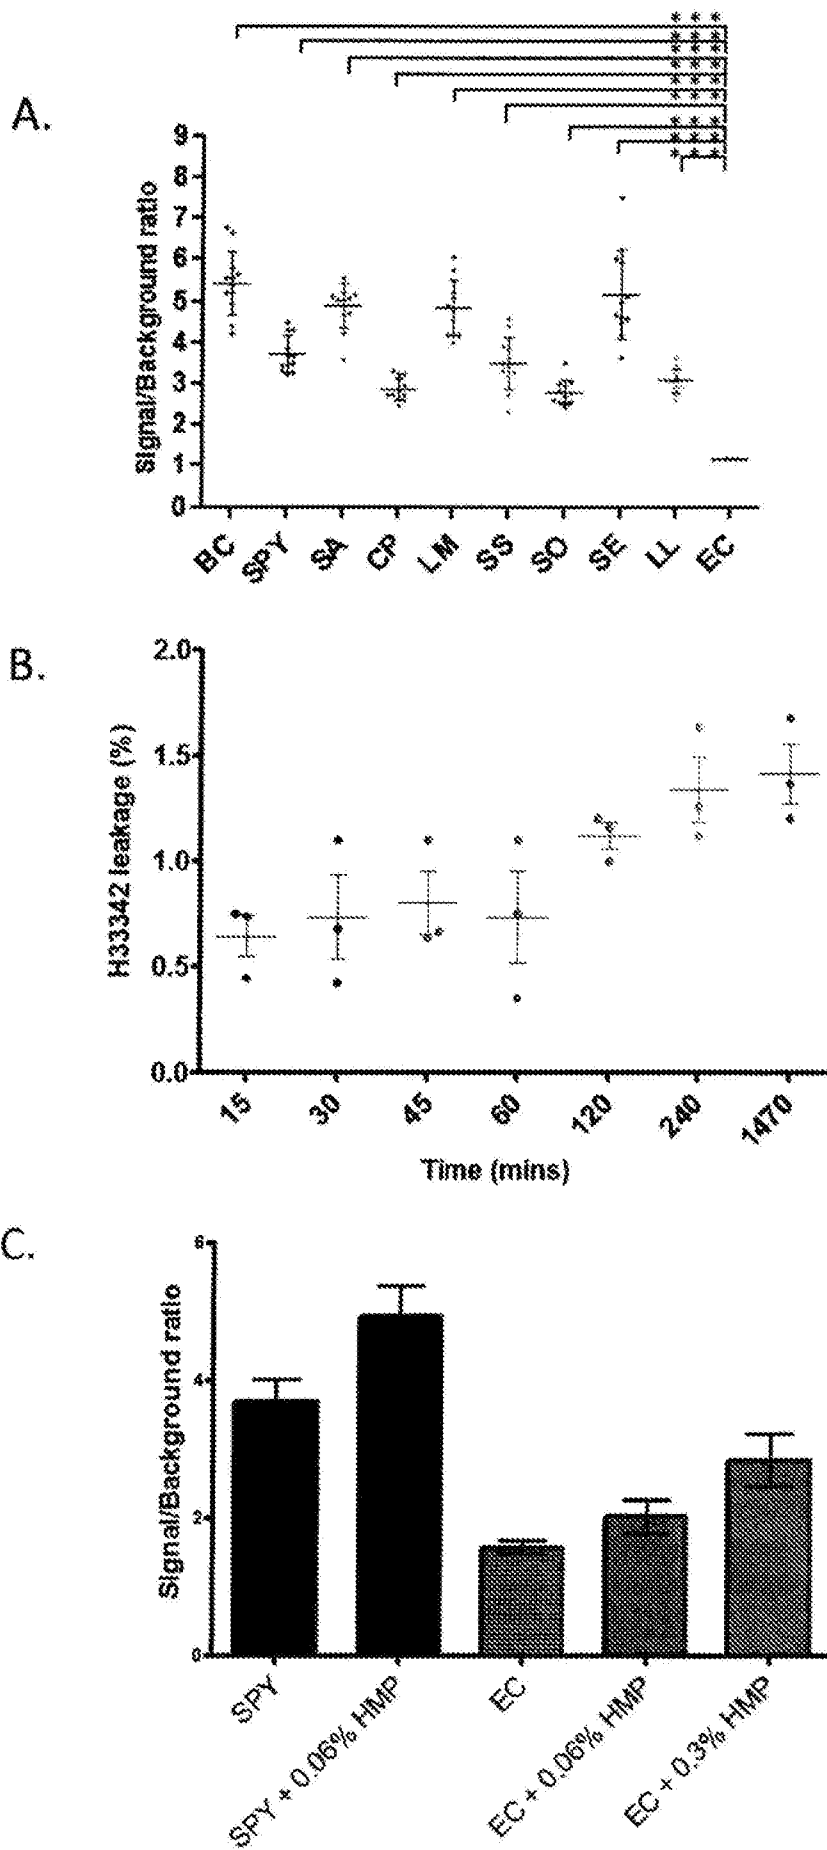 ***
***
***
***
***
***
***
***
***
A.
Signal/Background ratio
9
8
7
6
5
4
3
2
1
0
BC
SPY
SA
CP
LM
SS
SO
SE
LL
EC
B.
H33342 leakage (%)
2.0
1.5
1.0
0.5
0.0
15
30
45
60
120
240
1470
Time (mins)
C.
Signal/Background ratio
6
4
2
0
SPY
SPY + 0.06% HMP
EC
EC + 0.06% HMP
EC + 0.3% HMP